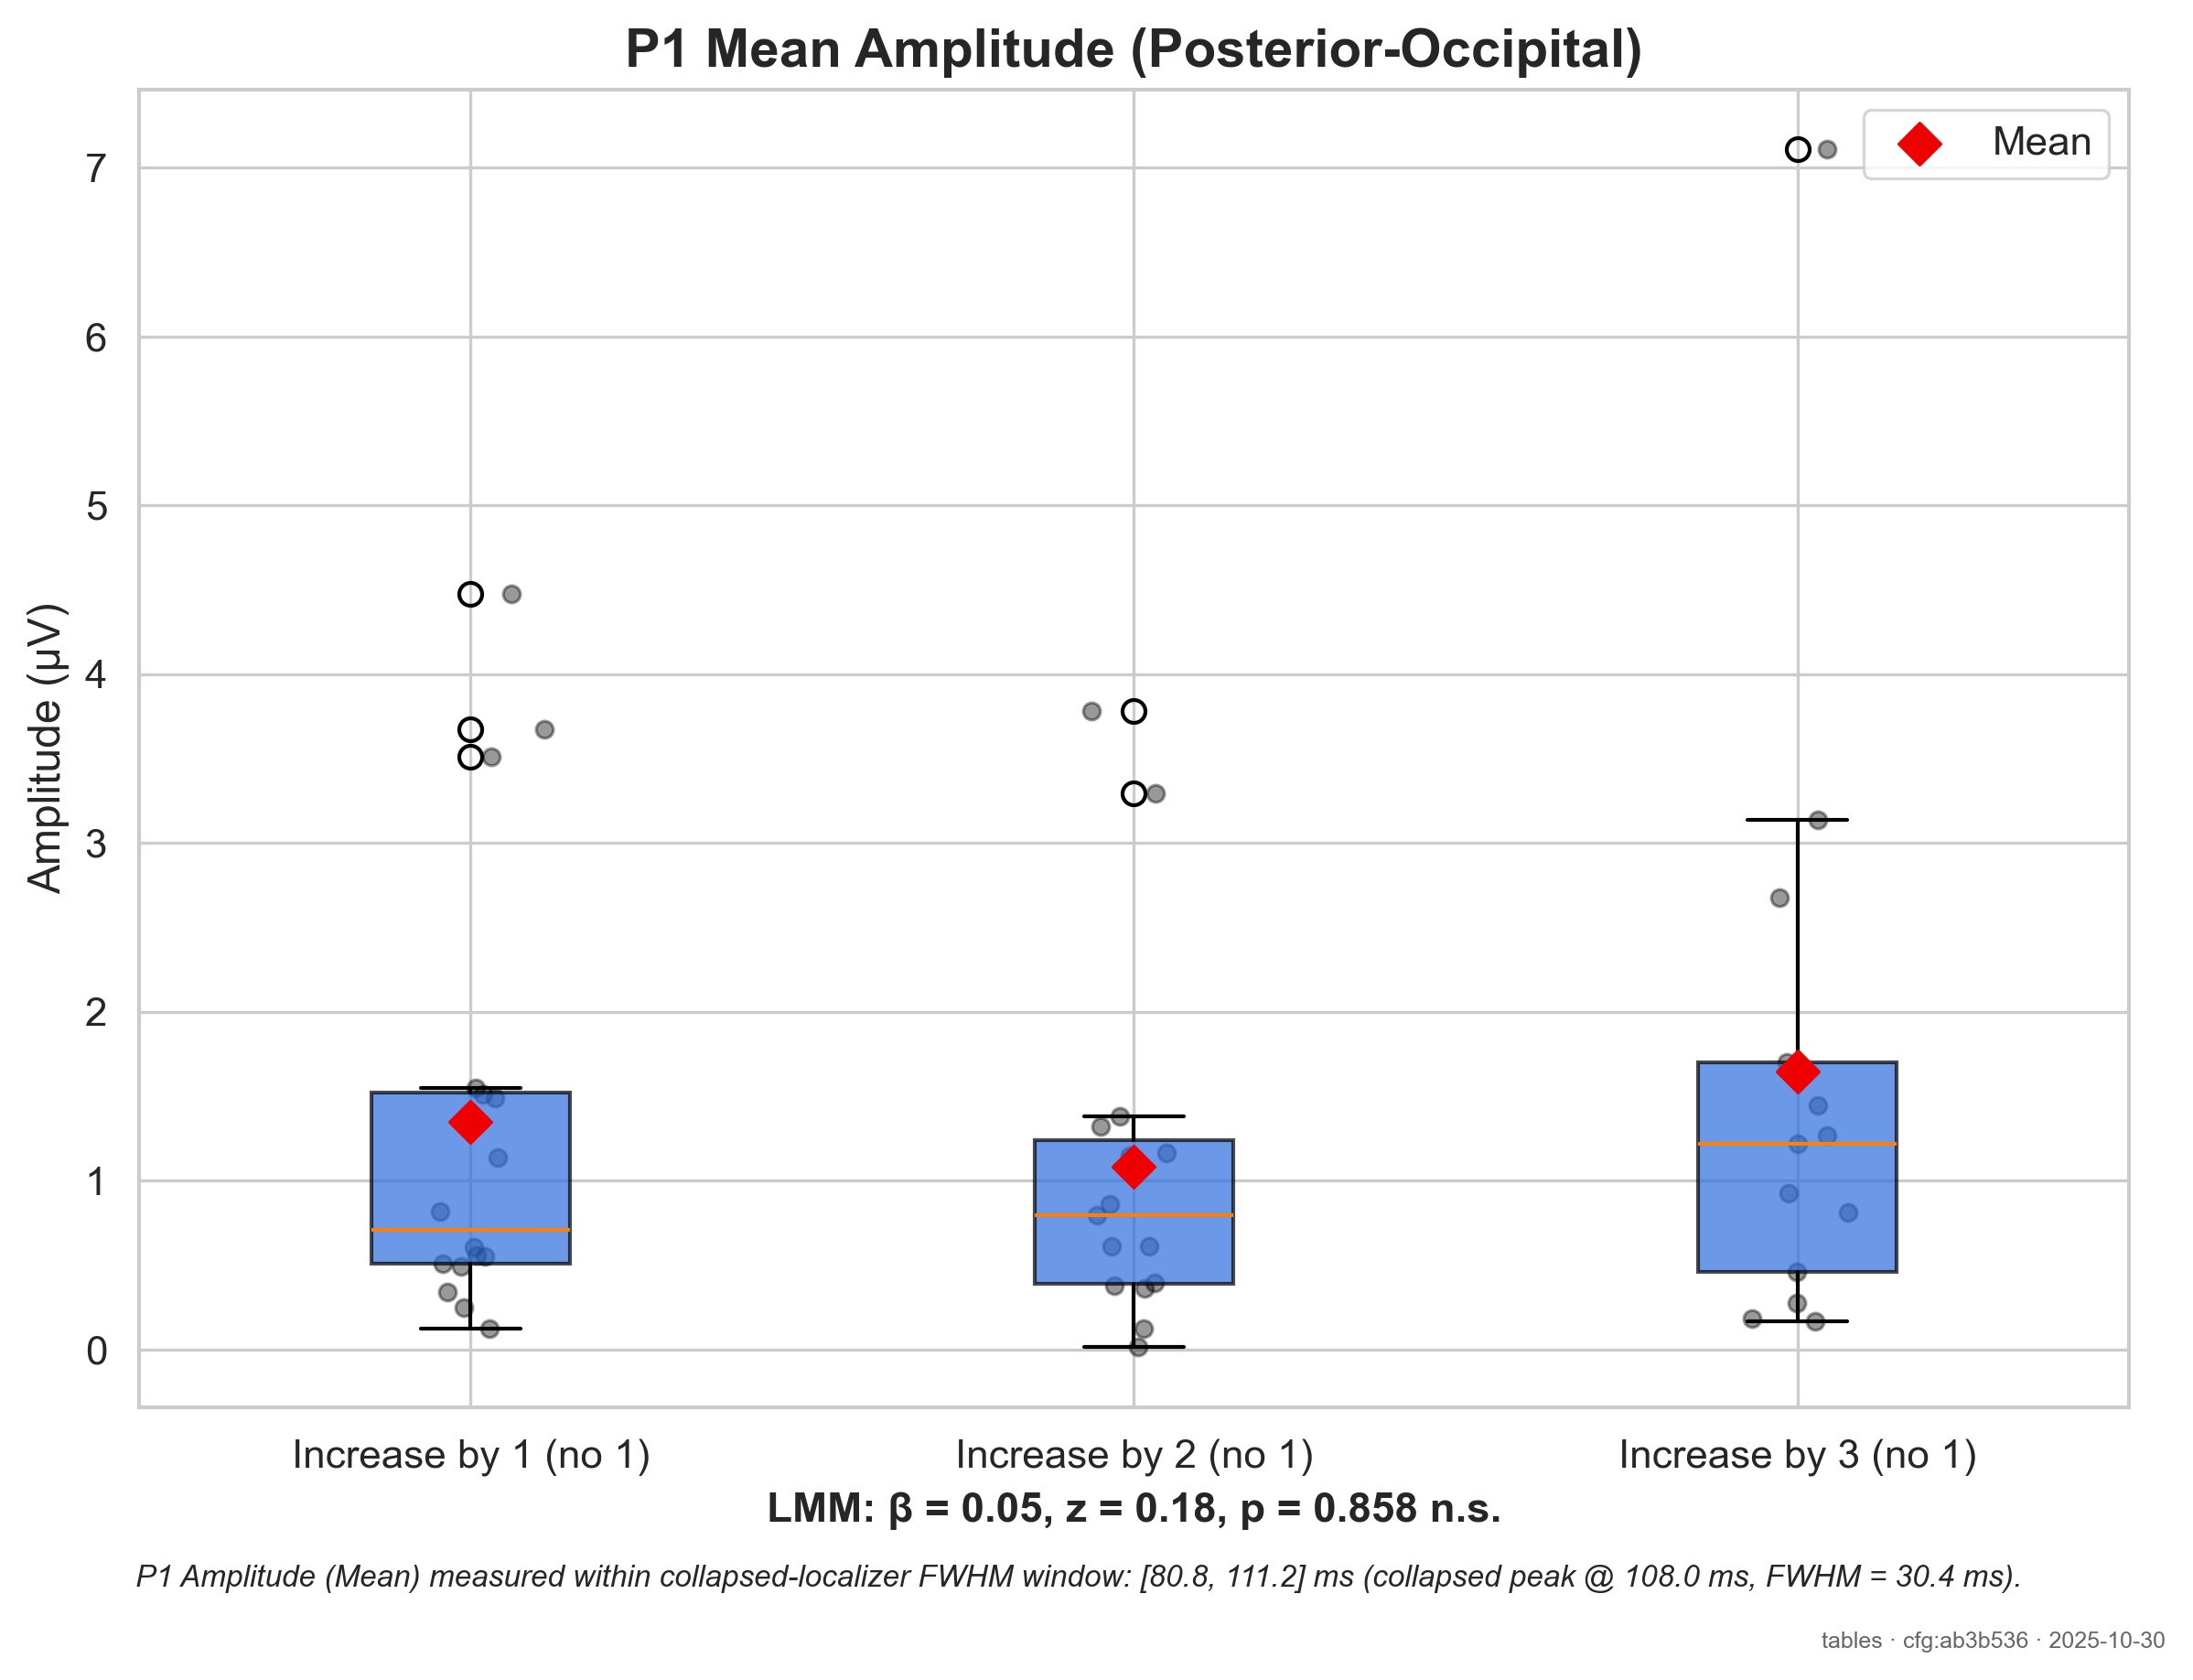 P1 Mean Amplitude (Posterior-Occipital)
Mean
Amplitude (µV)
7
6
5
4
3
2
1
0
Increase by 1 (no 1)
Increase by 2 (no 1)
Increase by 3 (no 1)
LMM: β = 0.05, z = 0.18, p = 0.858 n.s.
P1 Amplitude (Mean) measured within collapsed-localizer FWHM window: [80.8, 111.2] ms (collapsed peak @ 108.0 ms, FWHM = 30.4 ms).
tables · cfg:ab3b536 · 2025-10-30